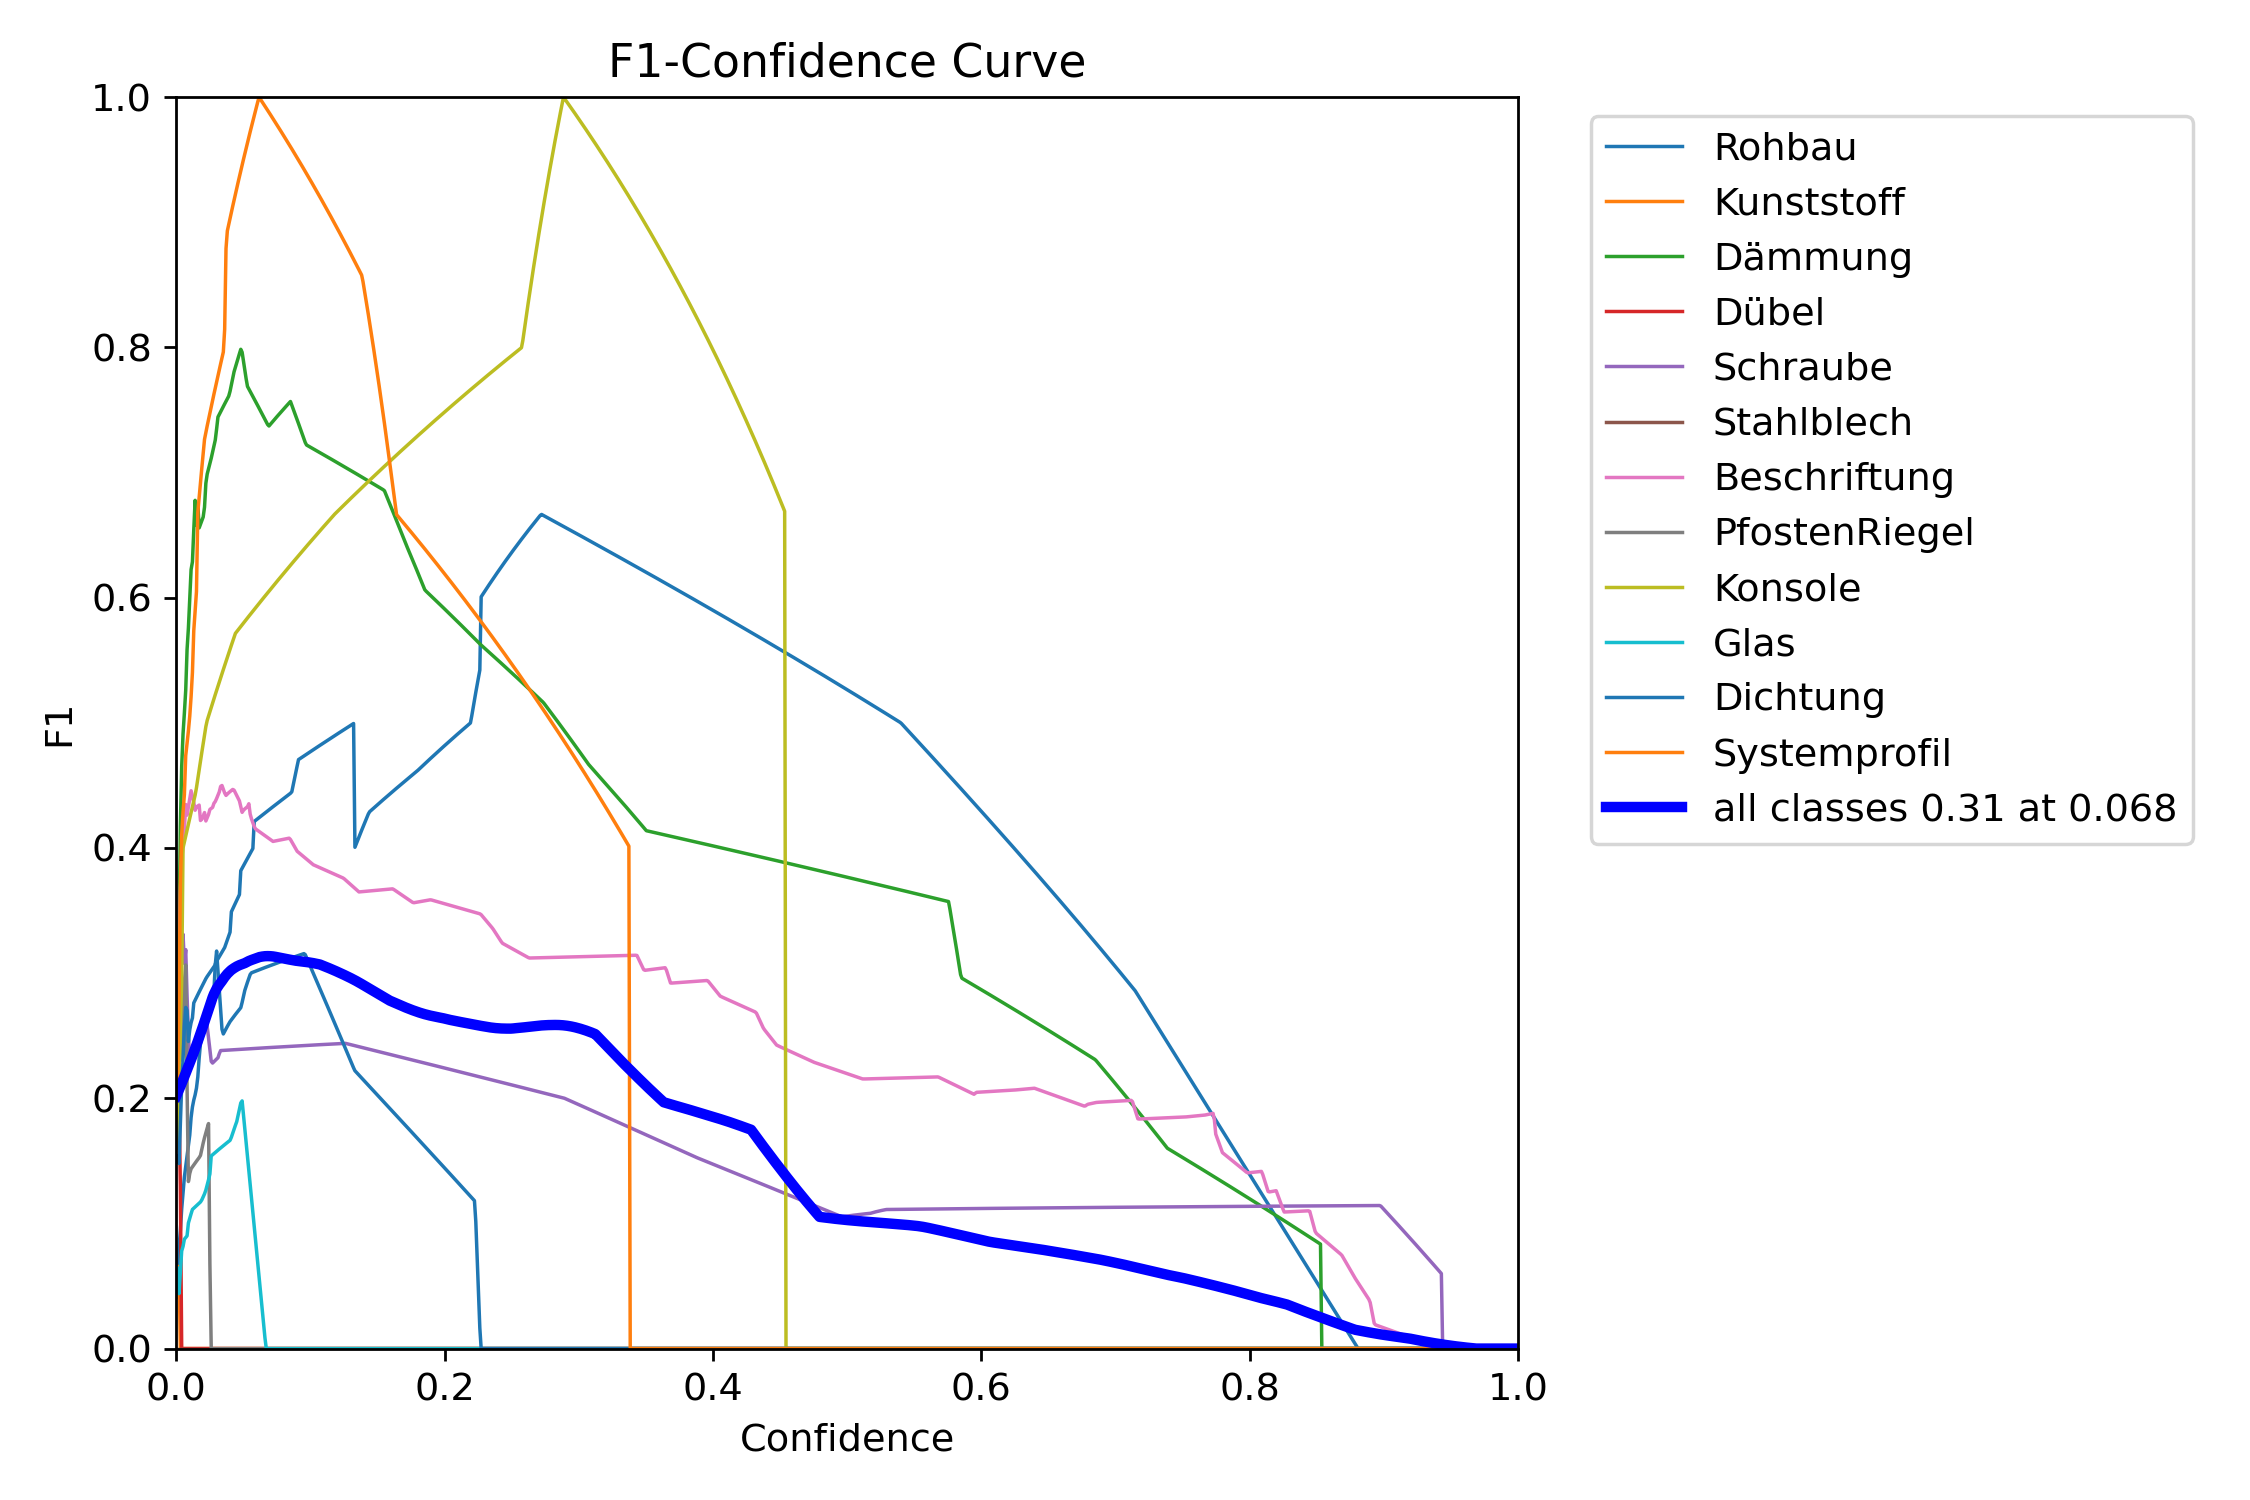 F1-Confidence Curve
1.0
0.8
0.6
0.4
0.2
0.0
F1
0.0 0.2 0.4 0.6 0.8 1.0
Confidence
Rohbau
Kunststoff
Dämmung
Dübel
Schraube
Stahlblech
Beschriftung
PfostenRiegel
Konsole
Glas
Dichtung
Systemprofil
all classes 0.31 at 0.068